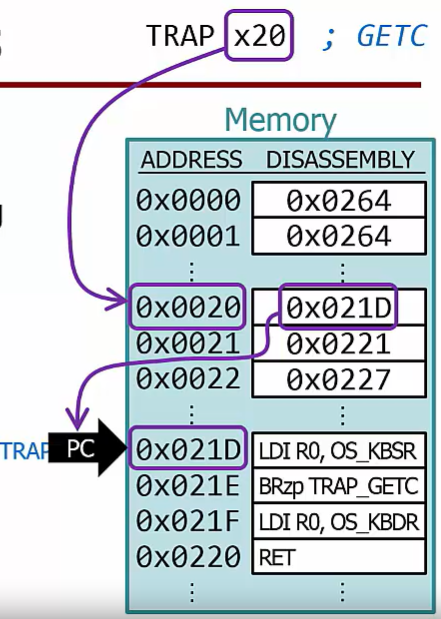 TRAP x20 ; GETC
Memory
ADDRESS DISASSEMBLY
0x0000 0x0264
0x0001 0x0264
⋮ ⋮
0x0020 0x021D
0x0021 0x0221
0x0022 0x0227
⋮ ⋮
TRAP PC 0x021D LDI R0, OS_KBSR
0x021E BRzp TRAP_GETC
0x021F LDI R0, OS_KBDR
0x0220 RET
⋮ ⋮